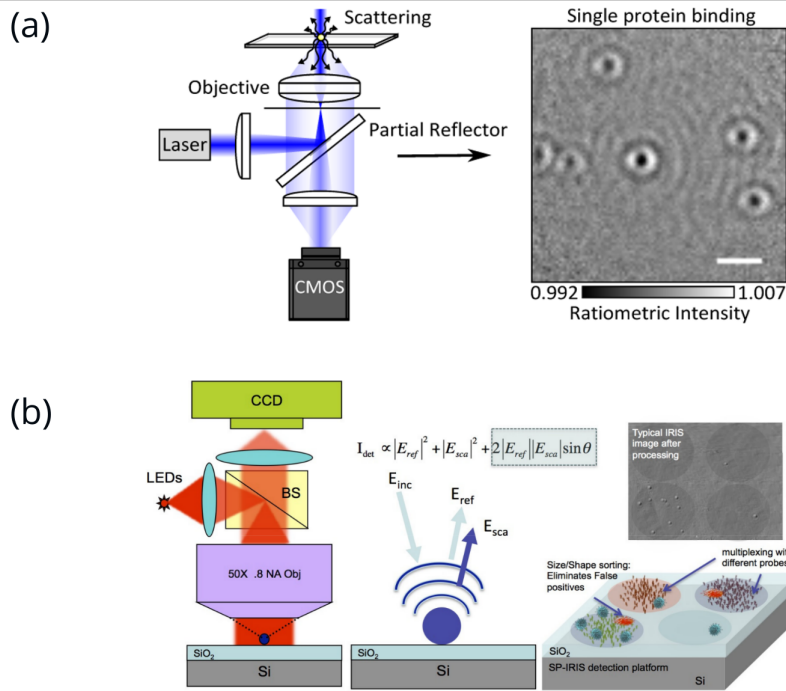 (a)
Scattering
Objective
Laser
Partial Reflector
CMOS
Single protein binding
0.992
1.007
Ratiometric Intensity
(b)
CCD
LEDs
BS
50X .8 NA Obj
SiO₂
Si
I_det ∝ |E_ref|² + |E_sca|² + 2|E_ref||E_sca| sin θ
E_inc
E_ref
E_sca
SiO₂
Si
Typical IRIS
image after
processing
Size/Shape sorting:
Eliminates False
positives
multiplexing wit
different probes
SiO₂
SP-IRIS detection platform
Si